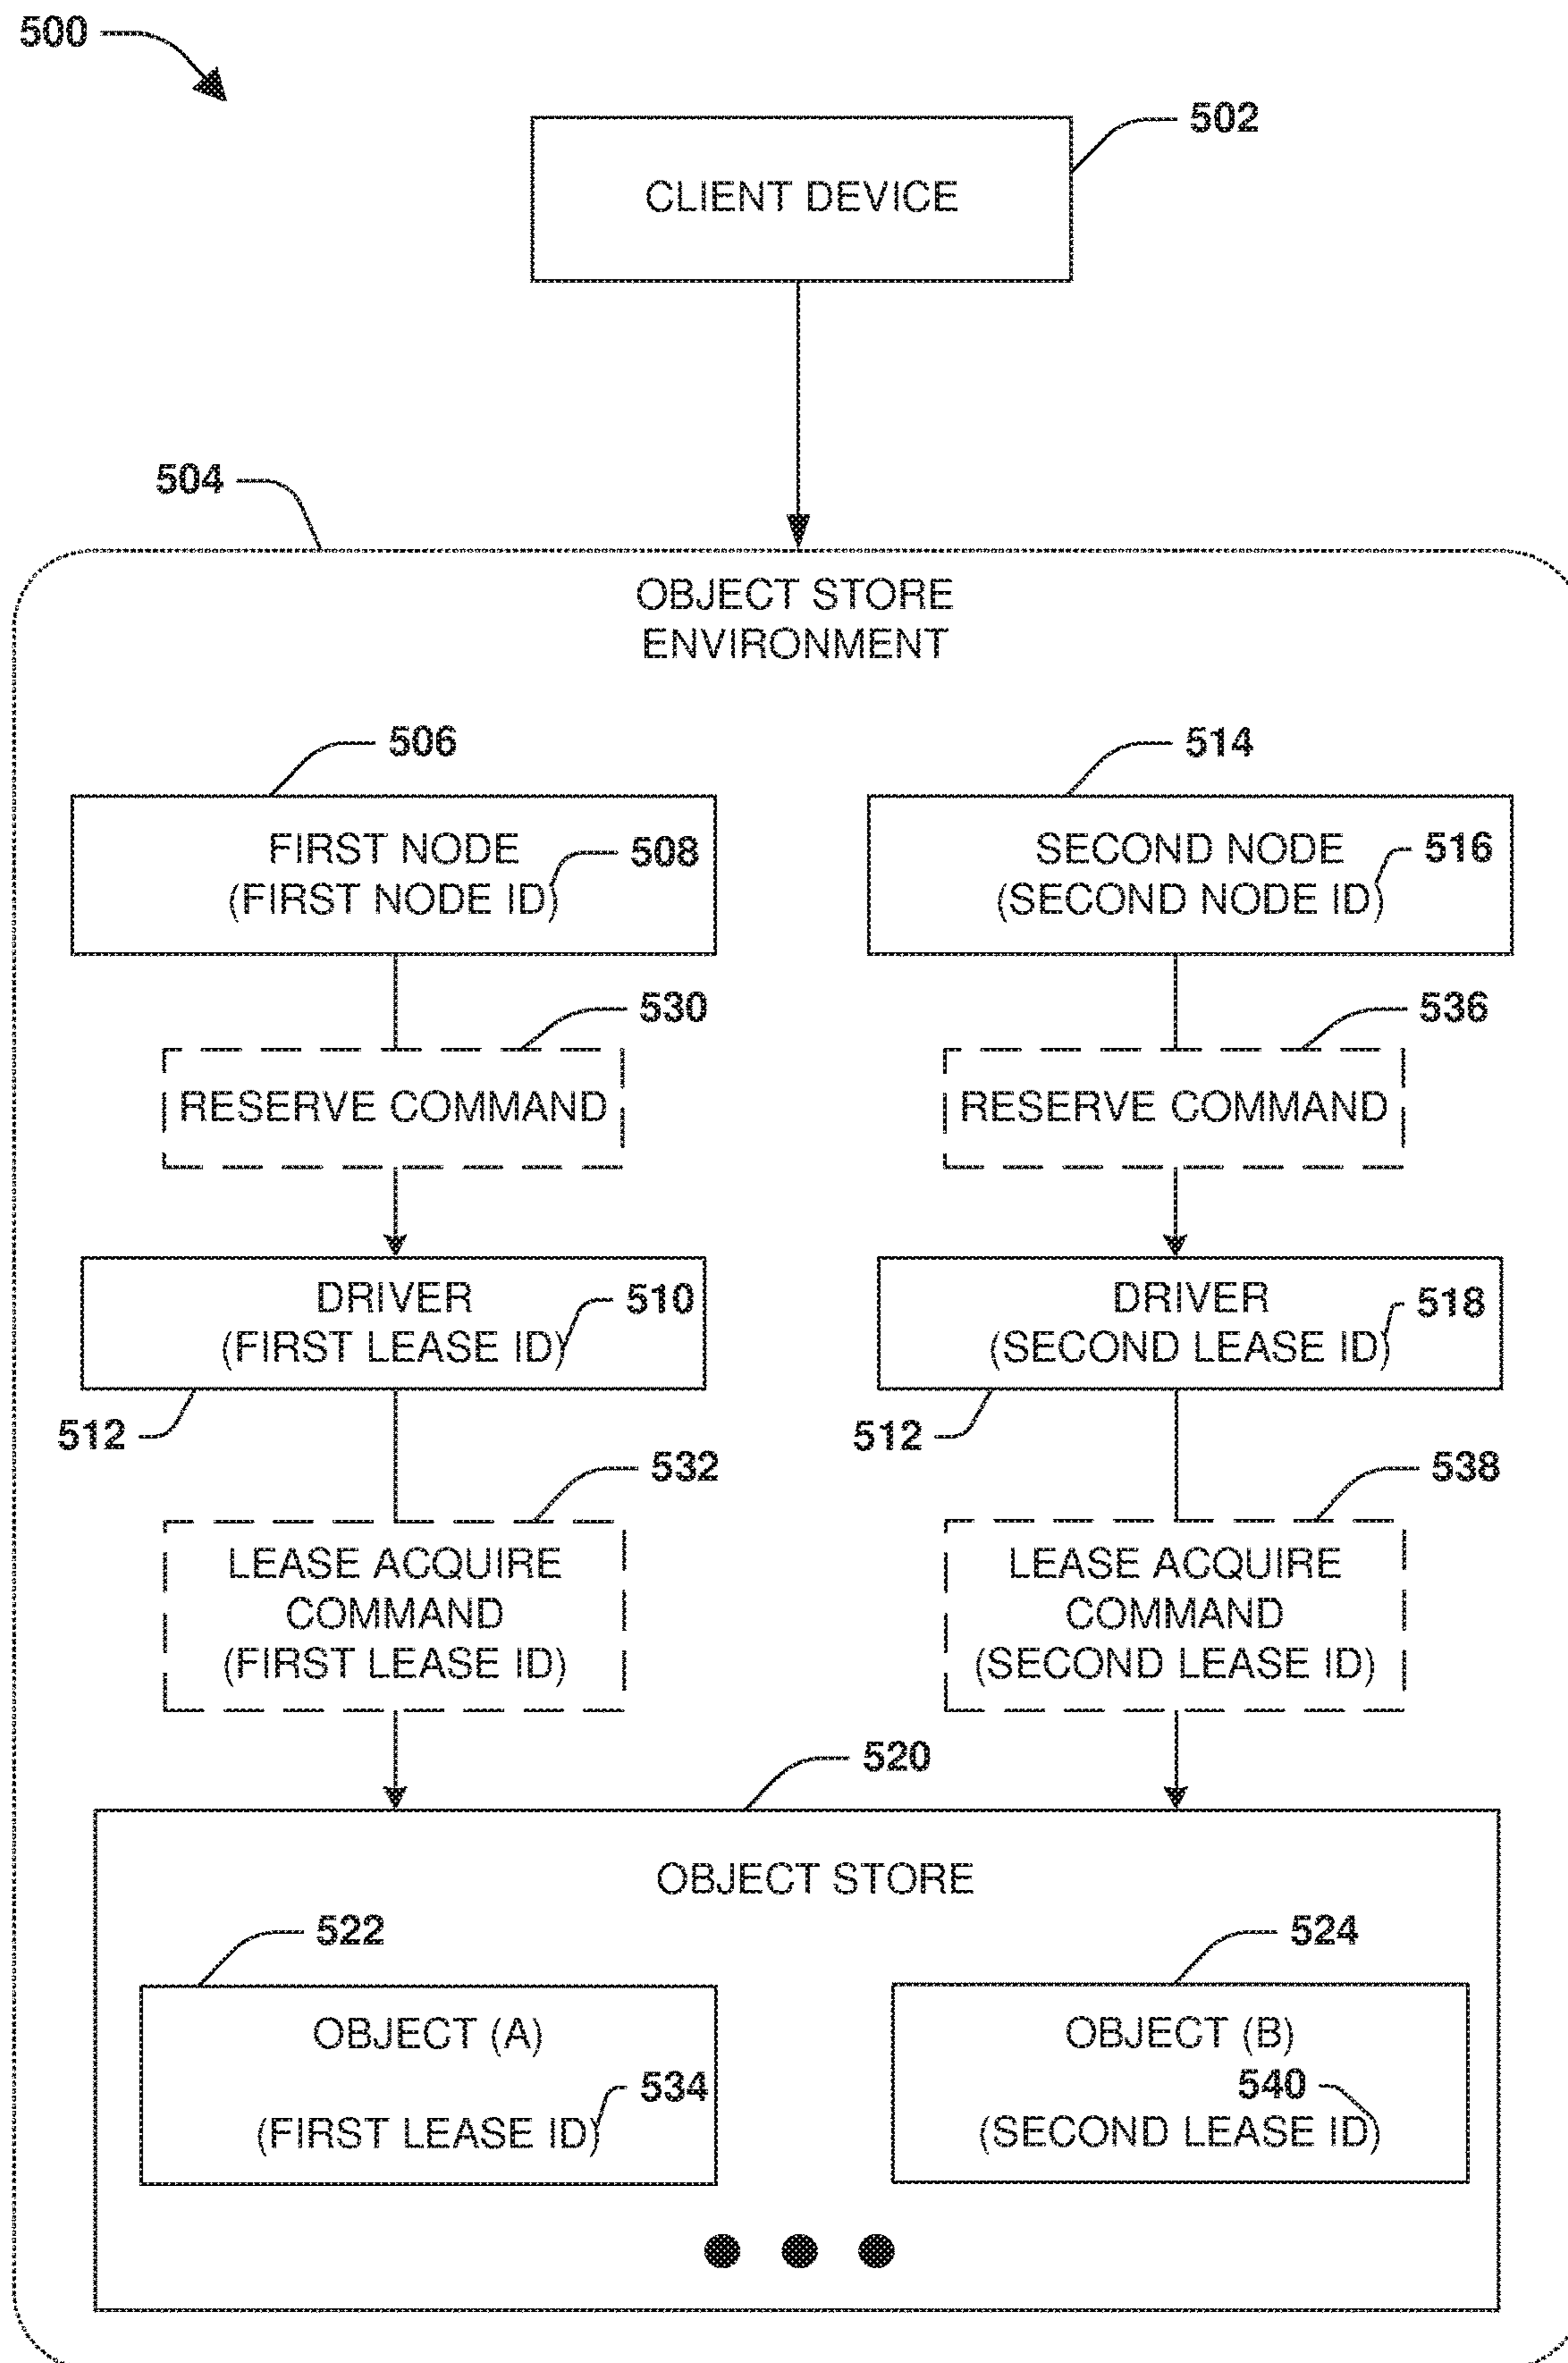 500
502
CLIENT DEVICE
504
OBJECT STORE
ENVIRONMENT
506
514
FIRST NODE
(FIRST NODE ID)
508
SECOND NODE
(SECOND NODE ID)
516
530
536
RESERVE COMMAND
RESERVE COMMAND
DRIVER
(FIRST LEASE ID)
510
DRIVER
(SECOND LEASE ID)
518
512
512
532
538
LEASE ACQUIRE
COMMAND
(FIRST LEASE ID)
LEASE ACQUIRE
COMMAND
(SECOND LEASE ID)
520
OBJECT STORE
522
524
OBJECT (A)
534
(FIRST LEASE ID)
OBJECT (B)
540
(SECOND LEASE ID)